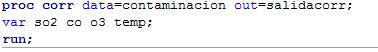 proc corr data=contaminacion out=salidacorr;
var so2 co o3 temp;
run;